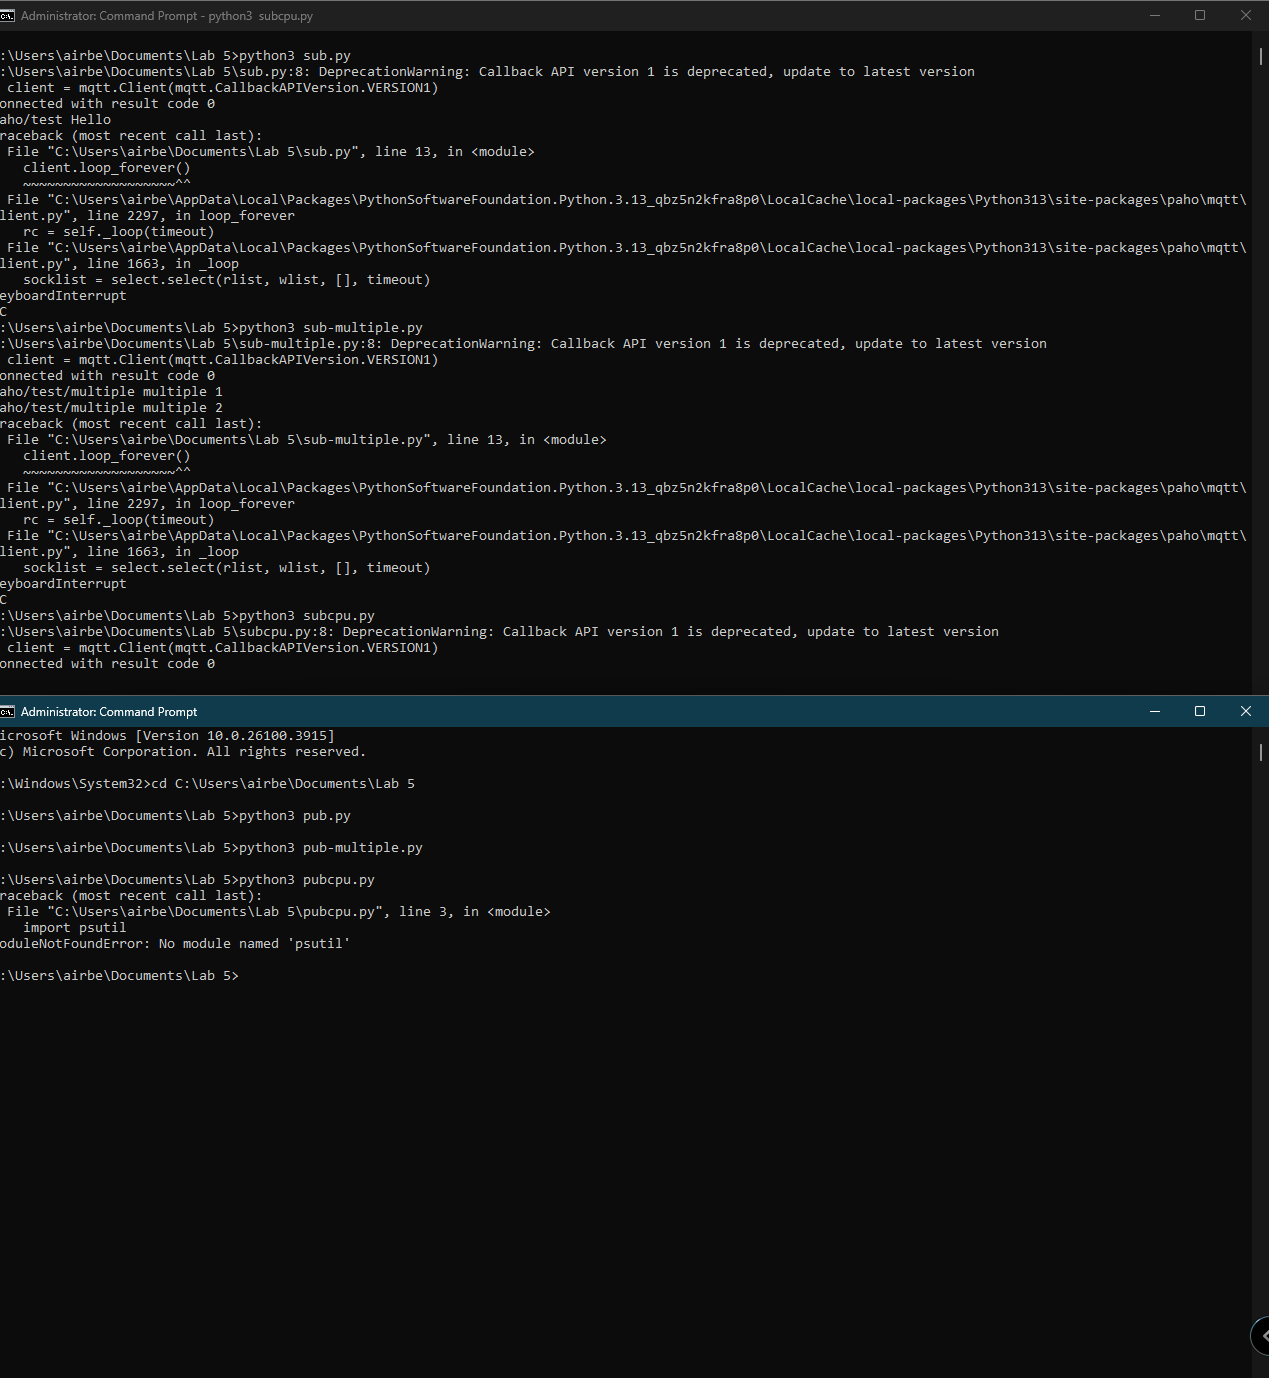 Administrator: Command Prompt - python3 subcpu.py
:\Users\airbe\Documents\Lab 5>python3 sub.py
:\Users\airbe\Documents\Lab 5\sub.py:8: DeprecationWarning: Callback API version 1 is deprecated, update to latest version
client = mqtt.Client(mqtt.CallbackAPIVersion.VERSION1)
onnected with result code 0
aho/test Hello
raceback (most recent call last):
File "C:\Users\airbe\Documents\Lab 5\sub.py", line 13, in <module>
client.loop_forever()
~~~~~~~~~~~~~~~~~~~^^
File "C:\Users\airbe\AppData\Local\Packages\PythonSoftwareFoundation.Python.3.13_qbz5n2kfra8p0\LocalCache\local-packages\Python313\site-packages\paho\mqtt\
lient.py", line 2297, in loop_forever
rc = self._loop(timeout)
File "C:\Users\airbe\AppData\Local\Packages\PythonSoftwareFoundation.Python.3.13_qbz5n2kfra8p0\LocalCache\local-packages\Python313\site-packages\paho\mqtt\
lient.py", line 1663, in _loop
socklist = select.select(rlist, wlist, [], timeout)
eyboardInterrupt
C
:\Users\airbe\Documents\Lab 5>python3 sub-multiple.py
:\Users\airbe\Documents\Lab 5\sub-multiple.py:8: DeprecationWarning: Callback API version 1 is deprecated, update to latest version
client = mqtt.Client(mqtt.CallbackAPIVersion.VERSION1)
onnected with result code 0
aho/test/multiple multiple 1
aho/test/multiple multiple 2
raceback (most recent call last):
File "C:\Users\airbe\Documents\Lab 5\sub-multiple.py", line 13, in <module>
client.loop_forever()
~~~~~~~~~~~~~~~~~~~^^
File "C:\Users\airbe\AppData\Local\Packages\PythonSoftwareFoundation.Python.3.13_qbz5n2kfra8p0\LocalCache\local-packages\Python313\site-packages\paho\mqtt\
lient.py", line 2297, in loop_forever
rc = self._loop(timeout)
File "C:\Users\airbe\AppData\Local\Packages\PythonSoftwareFoundation.Python.3.13_qbz5n2kfra8p0\LocalCache\local-packages\Python313\site-packages\paho\mqtt\
lient.py", line 1663, in _loop
socklist = select.select(rlist, wlist, [], timeout)
eyboardInterrupt
C
:\Users\airbe\Documents\Lab 5>python3 subcpu.py
:\Users\airbe\Documents\Lab 5\subcpu.py:8: DeprecationWarning: Callback API version 1 is deprecated, update to latest version
client = mqtt.Client(mqtt.CallbackAPIVersion.VERSION1)
onnected with result code 0
Administrator: Command Prompt
icrosoft Windows [Version 10.0.26100.3915]
c) Microsoft Corporation. All rights reserved.
:\Windows\System32>cd C:\Users\airbe\Documents\Lab 5
:\Users\airbe\Documents\Lab 5>python3 pub.py
:\Users\airbe\Documents\Lab 5>python3 pub-multiple.py
:\Users\airbe\Documents\Lab 5>python3 pubcpu.py
raceback (most recent call last):
File "C:\Users\airbe\Documents\Lab 5\pubcpu.py", line 3, in <module>
import psutil
oduleNotFoundError: No module named 'psutil'
:\Users\airbe\Documents\Lab 5>